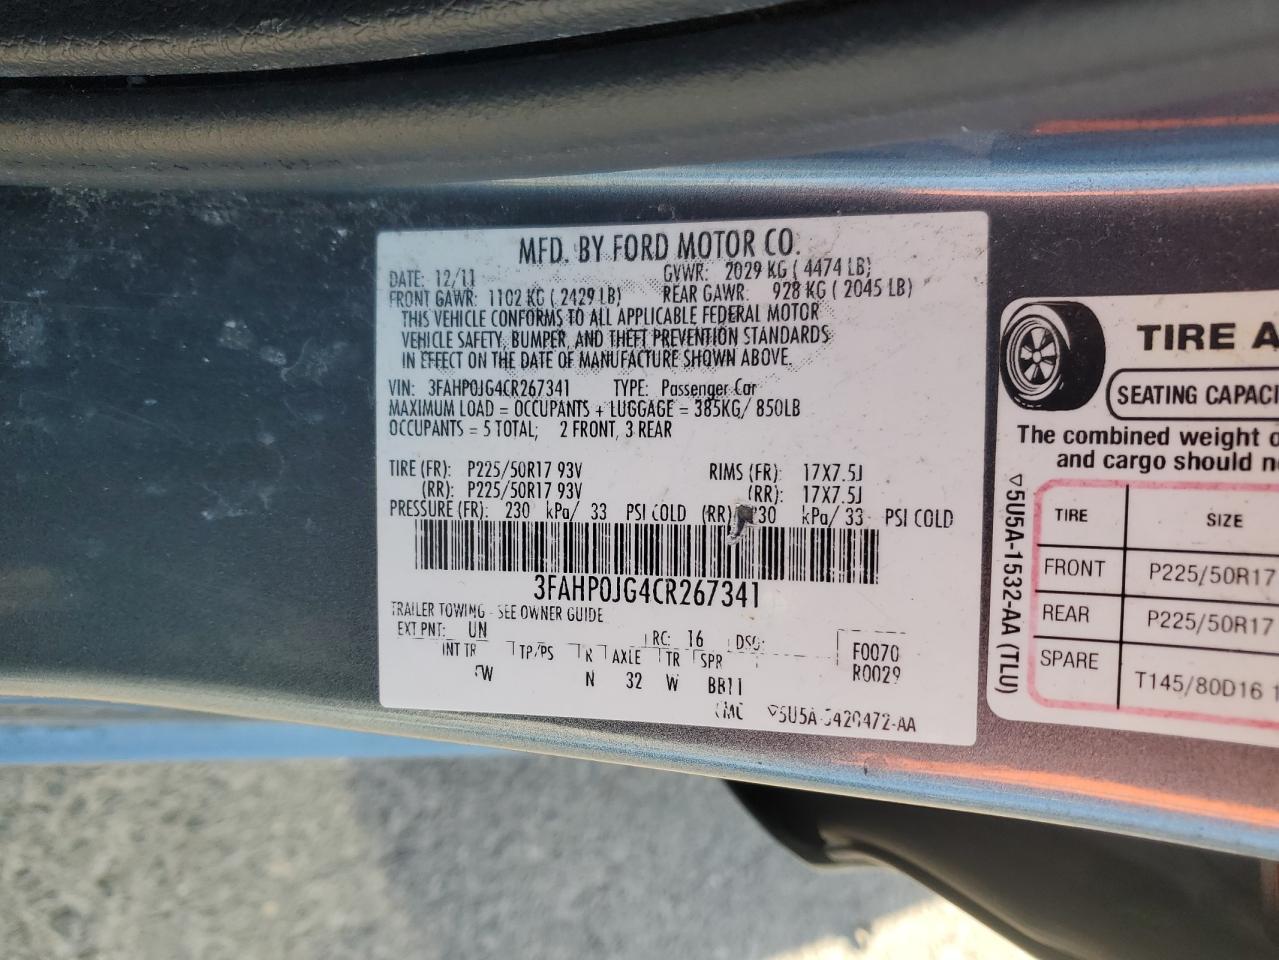 MFD. BY FORD MOTOR CO.
DATE: 12/11 GVWR: 2029 KG ( 4474 LB)
FRONT GAWR: 1102 KG ( 2429 LB) REAR GAWR: 928 KG ( 2045 LB)
THIS VEHICLE CONFORMS TO ALL APPLICABLE FEDERAL MOTOR
VEHICLE SAFETY, BUMPER, AND THEFT PREVENTION STANDARDS
IN EFFECT ON THE DATE OF MANUFACTURE SHOWN ABOVE.
VIN: 3FAHP0JG4CR267341 TYPE: Passenger Car
MAXIMUM LOAD = OCCUPANTS + LUGGAGE = 385KG/ 850LB
OCCUPANTS = 5 TOTAL; 2 FRONT, 3 REAR
TIRE (FR): P225/50R17 93V RIMS (FR): 17X7.5J
(RR): P225/50R17 93V (RR): 17X7.5J
PRESSURE (FR): 230 kPa/ 33 PSI COLD (RR) 230 kPa/ 33 PSI COLD
3FAHP0JG4CR267341
TRAILER TOWING - SEE OWNER GUIDE
EXT PNT: UN RC: 16 DSO: F0070
INT TR TP/PS R AXLE TR SPR R0029
W N 32 W BB11
▽5U5A-5420472-AA
TIRE A
SEATING CAPACI
The combined weight o
and cargo should n
TIRE SIZE
FRONT P225/50R17
REAR P225/50R17
SPARE T145/80D16 1
▽5U5A-1532-AA (TLU)